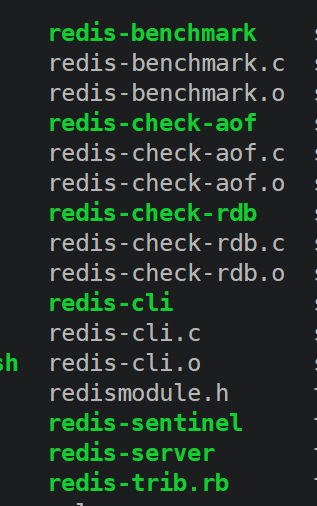 redis-benchmark
redis-benchmark.c
redis-benchmark.o
redis-check-aof
redis-check-aof.c
redis-check-aof.o
redis-check-rdb
redis-check-rdb.c
redis-check-rdb.o
redis-cli
redis-cli.c
sh redis-cli.o
redismodule.h
redis-sentinel
redis-server
redis-trib.rb